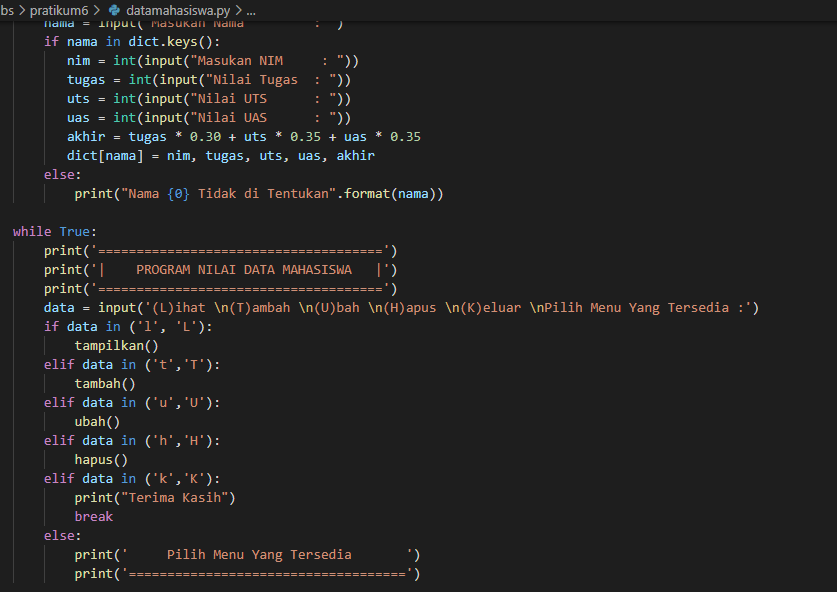 bs > pratikum6 > datamahasiswa.py > ...
nama = input("Masukan Nama         : ")
if nama in dict.keys():
    nim = int(input("Masukan NIM     : "))
    tugas = int(input("Nilai Tugas  : "))
    uts = int(input("Nilai UTS      : "))
    uas = int(input("Nilai UAS      : "))
    akhir = tugas * 0.30 + uts * 0.35 + uas * 0.35
    dict[nama] = nim, tugas, uts, uas, akhir
else:
    print("Nama {0} Tidak di Tentukan".format(nama))
while True:
    print('=====================================')
    print('|    PROGRAM NILAI DATA MAHASISWA   |')
    print('=====================================')
    data = input('(L)ihat \n(T)ambah \n(U)bah \n(H)apus \n(K)eluar \nPilih Menu Yang Tersedia :')
    if data in ('l', 'L'):
        tampilkan()
    elif data in ('t','T'):
        tambah()
    elif data in ('u','U'):
        ubah()
    elif data in ('h','H'):
        hapus()
    elif data in ('k','K'):
        print("Terima Kasih")
        break
    else:
        print('     Pilih Menu Yang Tersedia       ')
        print('====================================')